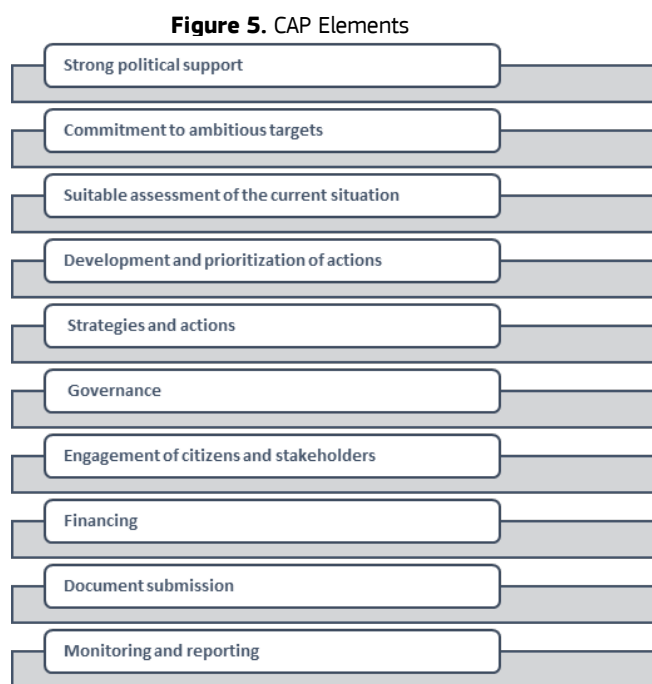 Figure 5. CAP Elements
Strong political support
Commitment to ambitious targets
Suitable assessment of the current situation
Development and prioritization of actions
Strategies and actions
Governance
Engagement of citizens and stakeholders
Financing
Document submission
Monitoring and reporting